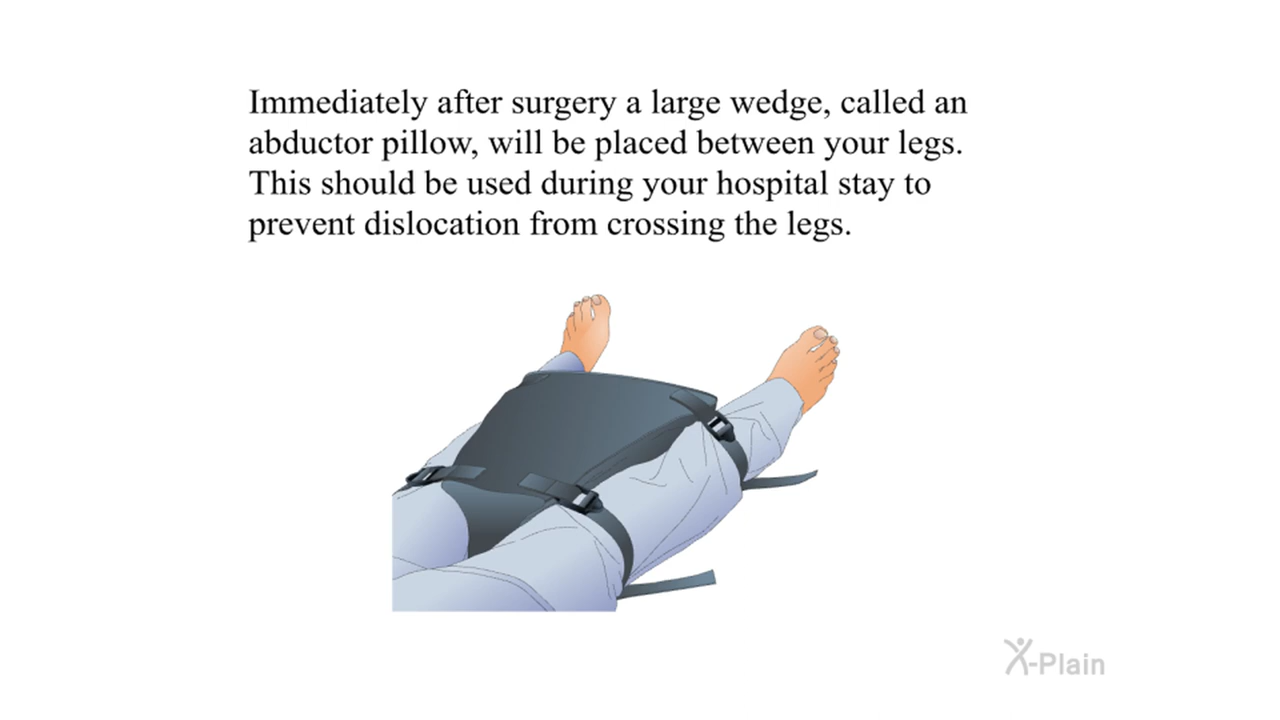 Immediately after surgery a large wedge, called an
abductor pillow, will be placed between your legs.
This should be used during your hospital stay to
prevent dislocation from crossing the legs.
X-Plain